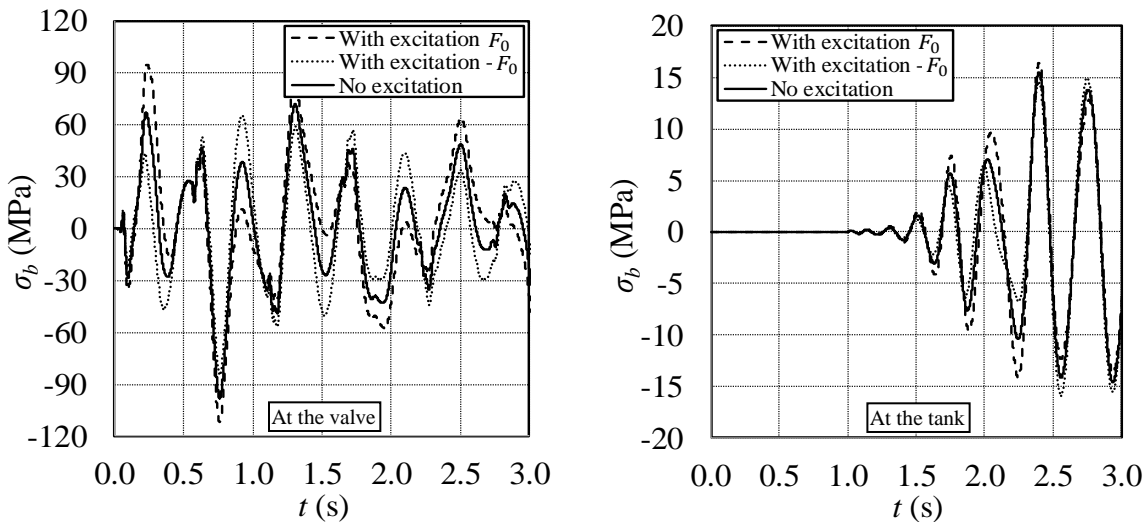 120
90
60
30
0
-30
-60
-90
-120
σb (MPa)
With excitation F0
With excitation -F0
No excitation
At the valve
0.0 0.5 1.0 1.5 2.0 2.5 3.0
t (s)
20
15
10
5
0
-5
-10
-15
-20
σb (MPa)
With excitation F0
With excitation -F0
No excitation
At the tank
0.0 0.5 1.0 1.5 2.0 2.5 3.0
t (s)